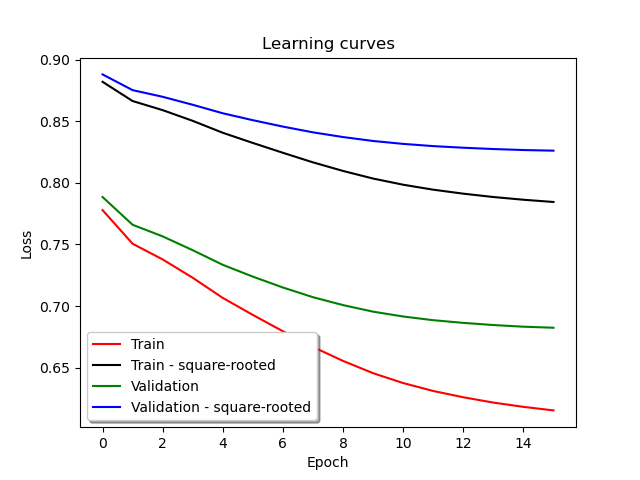 Learning curves
0.90
0.85
0.80
0.75
0.70
0.65
Loss
Train
Train - square-rooted
Validation
Validation - square-rooted
0 2 4 6 8 10 12 14
Epoch